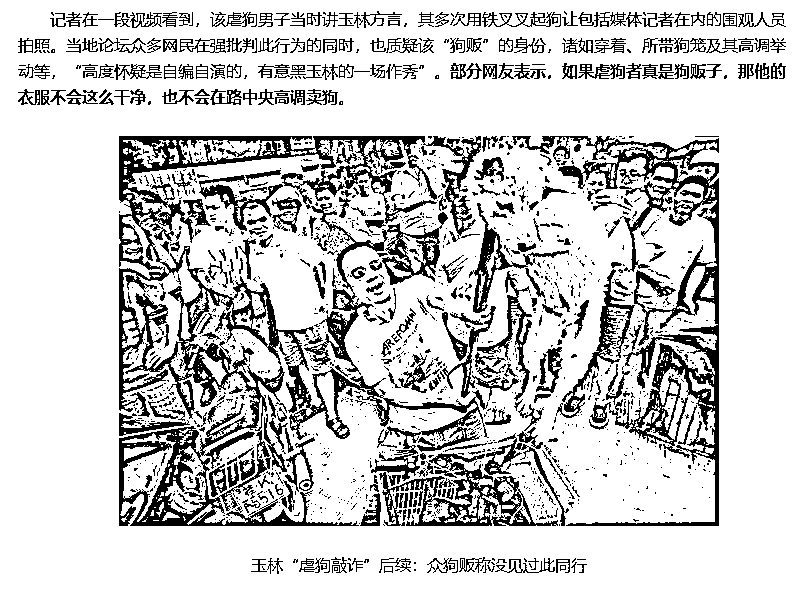 记者在一段视频看到，该虐狗男子当时讲玉林方言，其多次用铁叉叉起狗让包括媒体记者在内的围观人员
拍照。当地论坛众多网民在强批判此行为的同时，也质疑该“狗贩”的身份，诸如穿着、所带狗笼及其高调举
动等，“高度怀疑是自编自演的，有意黑玉林的一场作秀”。部分网友表示，如果虐狗者真是狗贩子，那他的
衣服不会这么干净，也不会在路中央高调卖狗。
玉林“虐狗敲诈”后续：众狗贩称没见过此同行